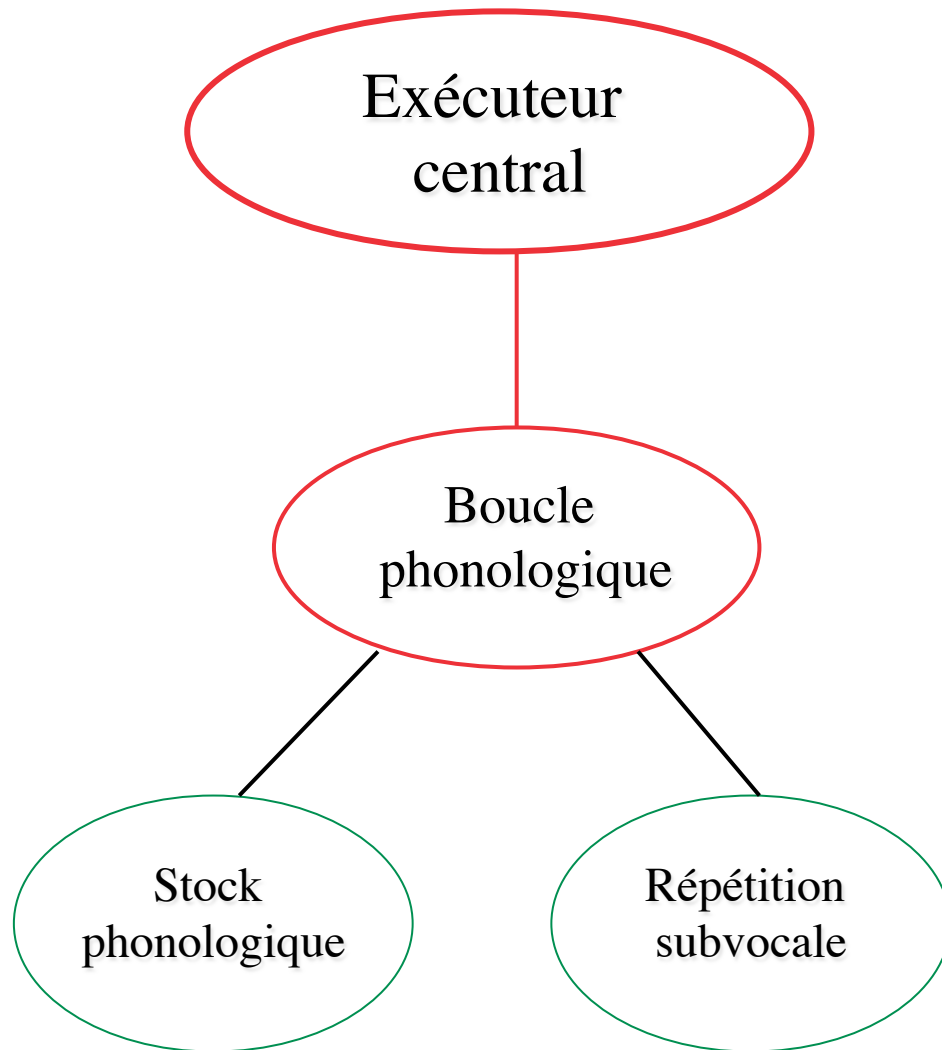 Exécuteur
central
Boucle
phonologique
Stock
phonologique
Répétition
subvocale